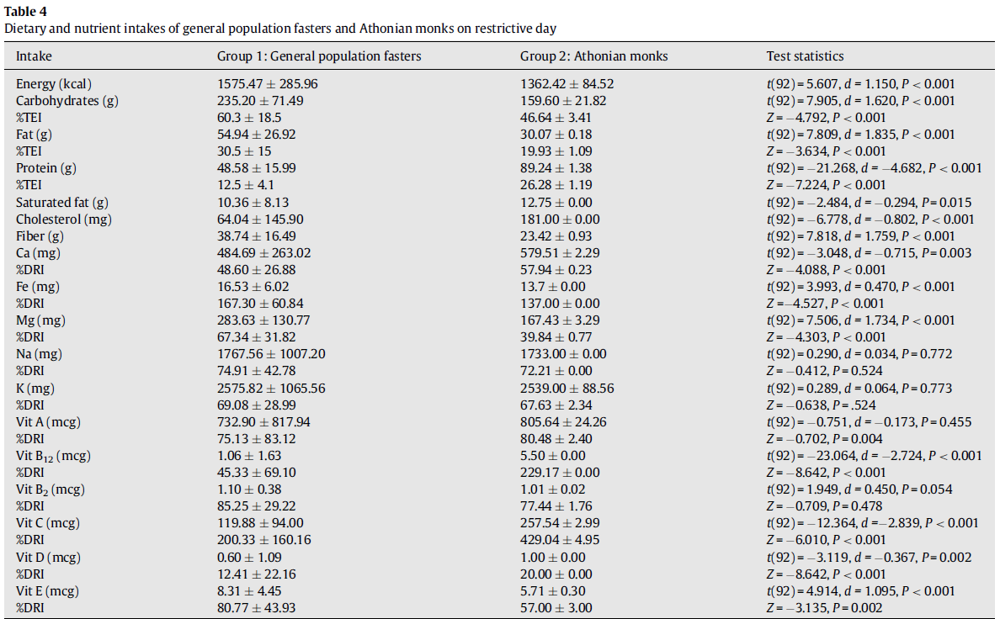 Table 4
Dietary and nutrient intakes of general population fasters and Athonian monks on restrictive day
Intake Group 1: General population fasters Group 2: Athonian monks Test statistics
Energy (kcal) 1575.47 ± 285.96 1362.42 ± 84.52 t(92) = 5.607, d = 1.150, P < 0.001
Carbohydrates (g) 235.20 ± 71.49 159.60 ± 21.82 t(92) = 7.905, d = 1.620, P < 0.001
%TEI 60.3 ± 18.5 46.64 ± 3.41 Z = −4.792, P < 0.001
Fat (g) 54.94 ± 26.92 30.07 ± 0.18 t(92) = 7.809, d = 1.835, P < 0.001
%TEI 30.5 ± 15 19.93 ± 1.09 Z = −3.634, P < 0.001
Protein (g) 48.58 ± 15.99 89.24 ± 1.38 t(92) = −21.268, d = −4.682, P < 0.001
%TEI 12.5 ± 4.1 26.28 ± 1.19 Z = −7.224, P < 0.001
Saturated fat (g) 10.36 ± 8.13 12.75 ± 0.00 t(92) = −2.484, d = −0.294, P = 0.015
Cholesterol (mg) 64.04 ± 145.90 181.00 ± 0.00 t(92) = −6.778, d = −0.802, P < 0.001
Fiber (g) 38.74 ± 16.49 23.42 ± 0.93 t(92) = 7.818, d = 1.759, P < 0.001
Ca (mg) 484.69 ± 263.02 579.51 ± 2.29 t(92) = −3.048, d = −0.715, P = 0.003
%DRI 48.60 ± 26.88 57.94 ± 0.23 Z = −4.088, P < 0.001
Fe (mg) 16.53 ± 6.02 13.7 ± 0.00 t(92) = 3.993, d = 0.470, P < 0.001
%DRI 167.30 ± 60.84 137.00 ± 0.00 Z =−4.527, P < 0.001
Mg (mg) 283.63 ± 130.77 167.43 ± 3.29 t(92) = 7.506, d = 1.734, P < 0.001
%DRI 67.34 ± 31.82 39.84 ± 0.77 Z = −4.303, P < 0.001
Na (mg) 1767.56 ± 1007.20 1733.00 ± 0.00 t(92) = 0.290, d = 0.034, P = 0.772
%DRI 74.91 ± 42.78 72.21 ± 0.00 Z = −0.412, P = 0.524
K (mg) 2575.82 ± 1065.56 2539.00 ± 88.56 t(92) = 0.289, d = 0.064, P = 0.773
%DRI 69.08 ± 28.99 67.63 ± 2.34 Z = −0.638, P = .524
Vit A (mcg) 732.90 ± 817.94 805.64 ± 24.26 t(92) = −0.751, d = −0.173, P = 0.455
%DRI 75.13 ± 83.12 80.48 ± 2.40 Z = −0.702, P = 0.004
Vit B12 (mcg) 1.06 ± 1.63 5.50 ± 0.00 t(92) = −23.064, d = −2.724, P < 0.001
%DRI 45.33 ± 69.10 229.17 ± 0.00 Z = −8.642, P < 0.001
Vit B2 (mcg) 1.10 ± 0.38 1.01 ± 0.02 t(92) = 1.949, d = 0.450, P = 0.054
%DRI 85.25 ± 29.22 77.44 ± 1.76 Z = −0.709, P = 0.478
Vit C (mcg) 119.88 ± 94.00 257.54 ± 2.99 t(92) = −12.364, d =−2.839, P < 0.001
%DRI 200.33 ± 160.16 429.04 ± 4.95 Z = −6.010, P < 0.001
Vit D (mcg) 0.60 ± 1.09 1.00 ± 0.00 t(92) = −3.119, d = −0.367, P = 0.002
%DRI 12.41 ± 22.16 20.00 ± 0.00 Z = −8.642, P < 0.001
Vit E (mcg) 8.31 ± 4.45 5.71 ± 0.30 t(92) = 4.914, d = 1.095, P < 0.001
%DRI 80.77 ± 43.93 57.00 ± 3.00 Z = −3.135, P = 0.002